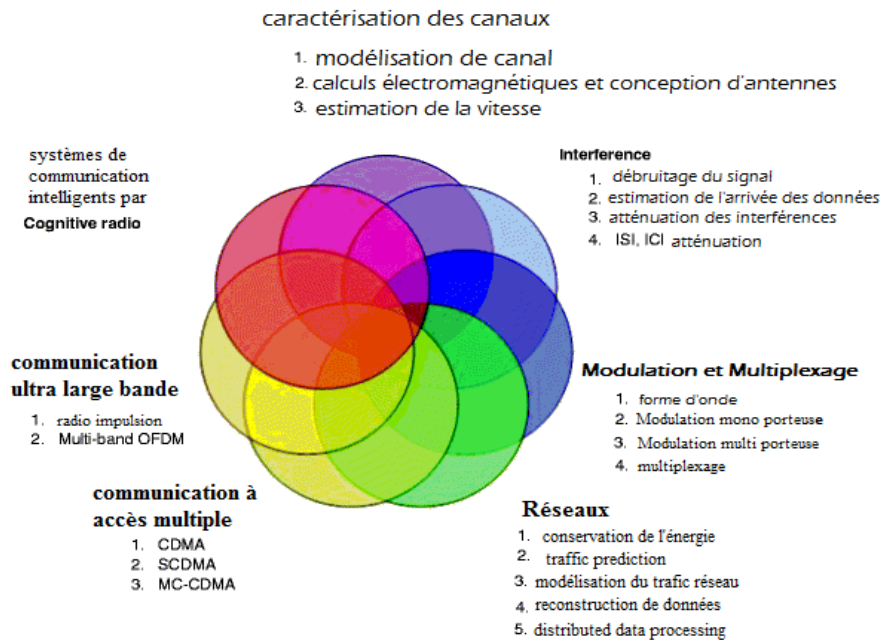 caractérisation des canaux
1. modélisation de canal
2. calculs électromagnétiques et conception d'antennes
3. estimation de la vitesse
systèmes de
communication
intelligents par
Cognitive radio
Interference
1. débruitage du signal
2. estimation de l'arrivée des données
3. atténuation des interférences
4. ISI, ICI atténuation
communication
ultra large bande
1. radio impulsion
2. Multi-band OFDM
Modulation et Multiplexage
1. forme d'onde
2. Modulation mono porteuse
3. Modulation multi porteuse
4. multiplexage
communication à
accès multiple
1. CDMA
2. SCDMA
3. MC-CDMA
Réseaux
1. conservation de l'énergie
2. traffic prediction
3. modélisation du trafic réseau
4. reconstruction de données
5. distributed data processing